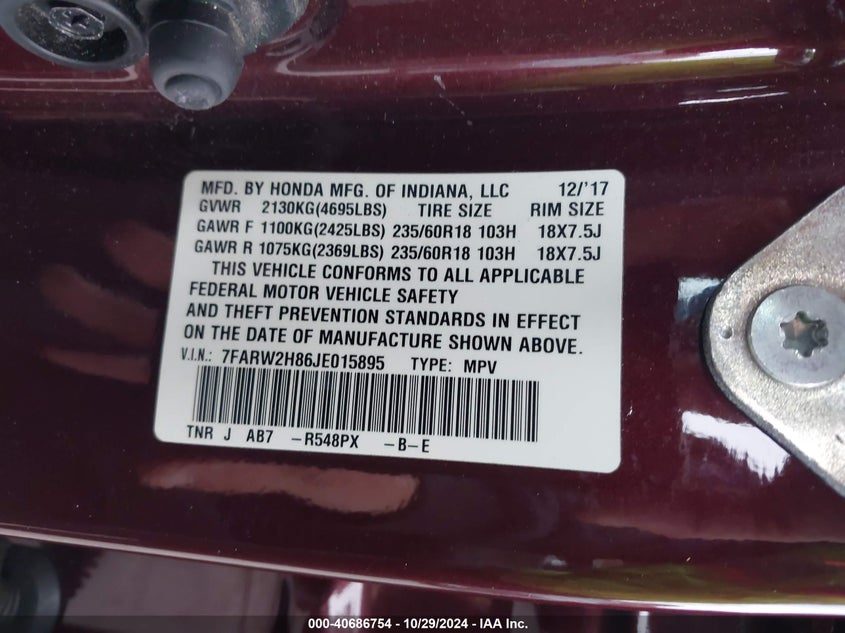 MFD. BY HONDA MFG. OF INDIANA, LLC 12/'17
GVWR 2130KG(4695LBS) TIRE SIZE RIM SIZE
GAWR F 1100KG(2425LBS) 235/60R18 103H 18X7.5J
GAWR R 1075KG(2369LBS) 235/60R18 103H 18X7.5J
THIS VEHICLE CONFORMS TO ALL APPLICABLE
FEDERAL MOTOR VEHICLE SAFETY
AND THEFT PREVENTION STANDARDS IN EFFECT
ON THE DATE OF MANUFACTURE SHOWN ABOVE.
V.I.N.: 7FARW2H86JE015895 TYPE: MPV
TNR J AB7 -R548PX -B-E
000-40686754 - 10/29/2024 - IAA Inc.